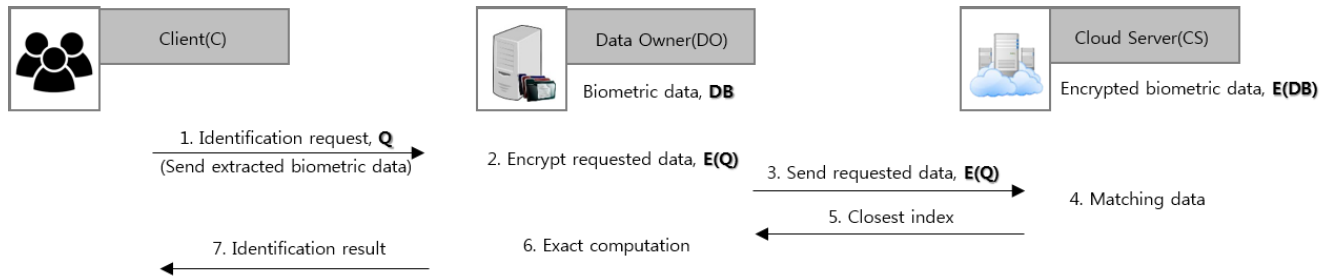 Client(C)
Data Owner(DO)
Cloud Server(CS)
Biometric data, DB
Encrypted biometric data, E(DB)
1. Identification request, Q
(Send extracted biometric data)
2. Encrypt requested data, E(Q)
3. Send requested data, E(Q)
4. Matching data
5. Closest index
6. Exact computation
7. Identification result